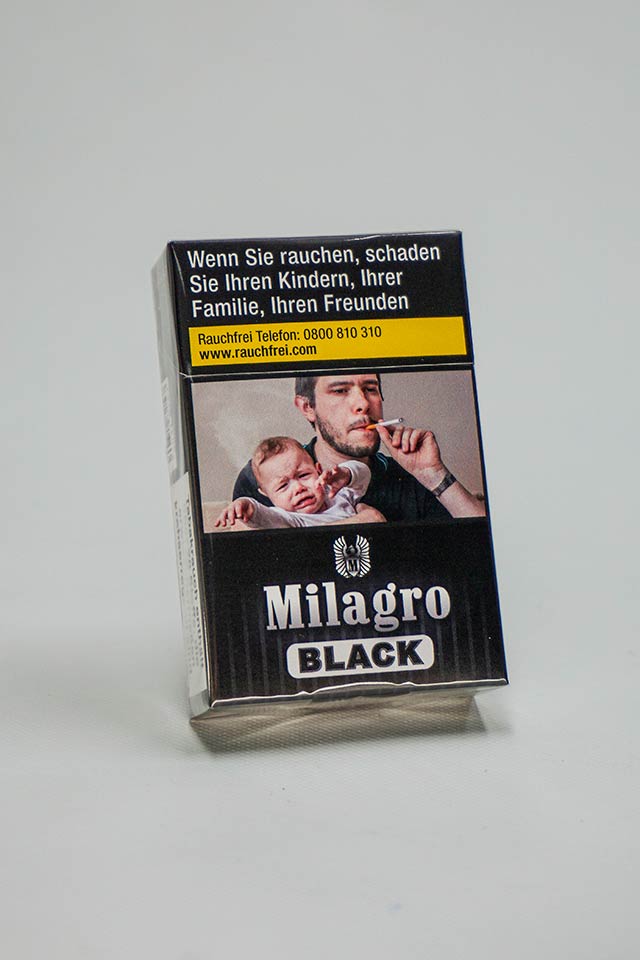 Wenn Sie rauchen, schaden
Sie Ihren Kindern, Ihrer
Familie, Ihren Freunden
Rauchfrei Telefon: 0800 810 310
www.rauchfrei.com
M
Milagro
BLACK